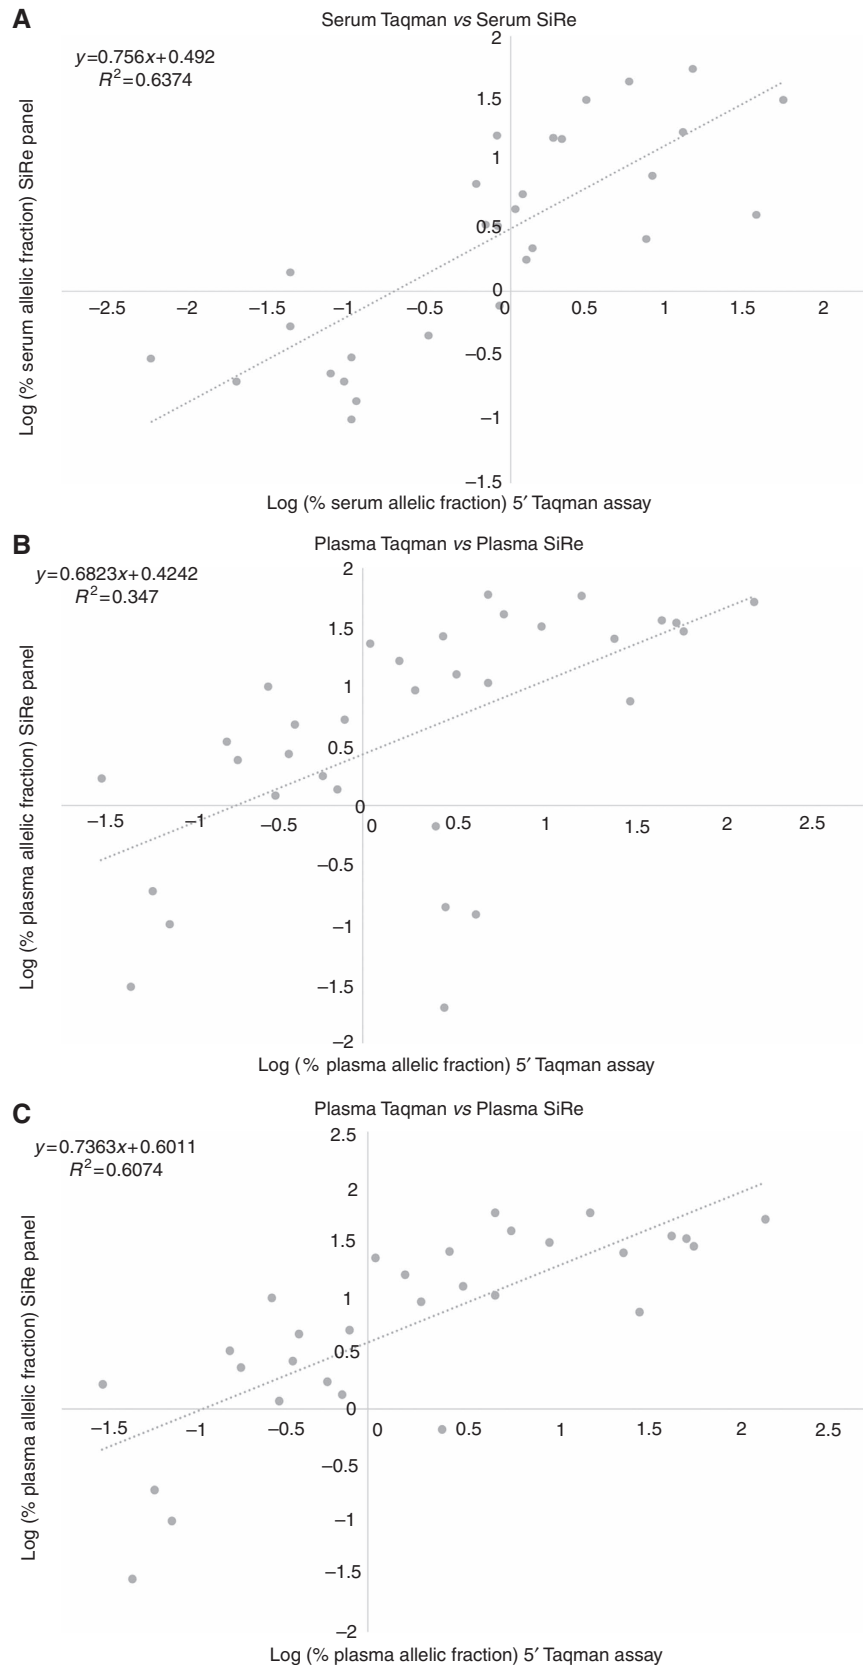 A
Serum Taqman vs Serum SiRe
y=0.756x+0.492
R²=0.6374
Log (% serum allelic fraction) SiRe panel
2
1.5
1
0.5
0
–0.5
–1
–1.5
–2.5 –2 –1.5 –1 –0.5 0 0.5 1 1.5 2
Log (% serum allelic fraction) 5′ Taqman assay
B
Plasma Taqman vs Plasma SiRe
y=0.6823x+0.4242
R²=0.347
Log (% plasma allelic fraction) SiRe panel
2
1.5
1
0.5
0
–0.5
–1
–1.5
–2
–1.5 –1 –0.5 0 0.5 1 1.5 2 2.5
Log (% plasma allelic fraction) 5′ Taqman assay
C
Plasma Taqman vs Plasma SiRe
y=0.7363x+0.6011
R²=0.6074
Log (% plasma allelic fraction) SiRe panel
2.5
2
1.5
1
0.5
0
–0.5
–1
–1.5
–2
–1.5 –1 –0.5 0 0.5 1 1.5 2 2.5
Log (% plasma allelic fraction) 5′ Taqman assay